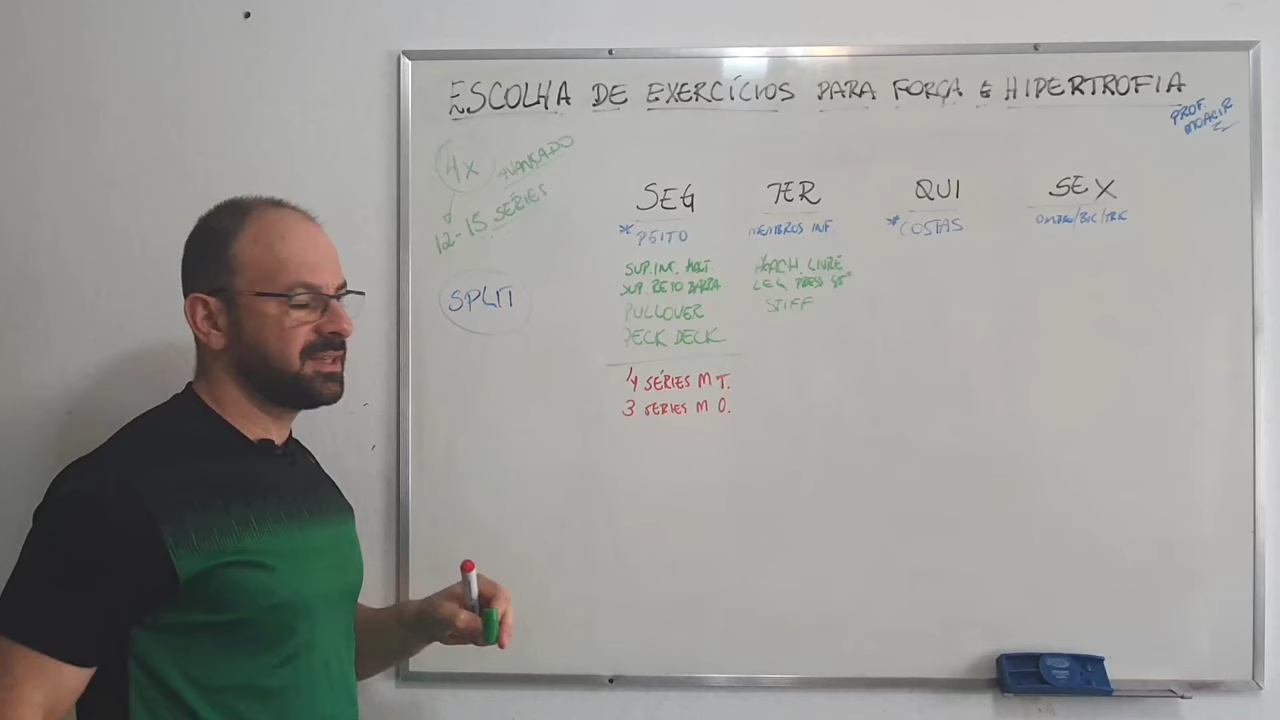 ESCOLHA DE EXERCÍCIOS PARA FORÇA E HIPERTROFIA
PROF. MOACIR
4X AVANÇADO
12-15 SÉRIES
SPLIT
SEG
* PEITO
SUP. INC. HALT
SUP. RETO BARRA
PULLOVER
PECK DECK
4 SÉRIES M T.
3 SERIES M O.
TER
MEMBROS INF.
AGACH. LIVRE
LEG PRESS 45°
STIFF
QUI
* COSTAS
SEX
OMBRO/BIC/TRIC